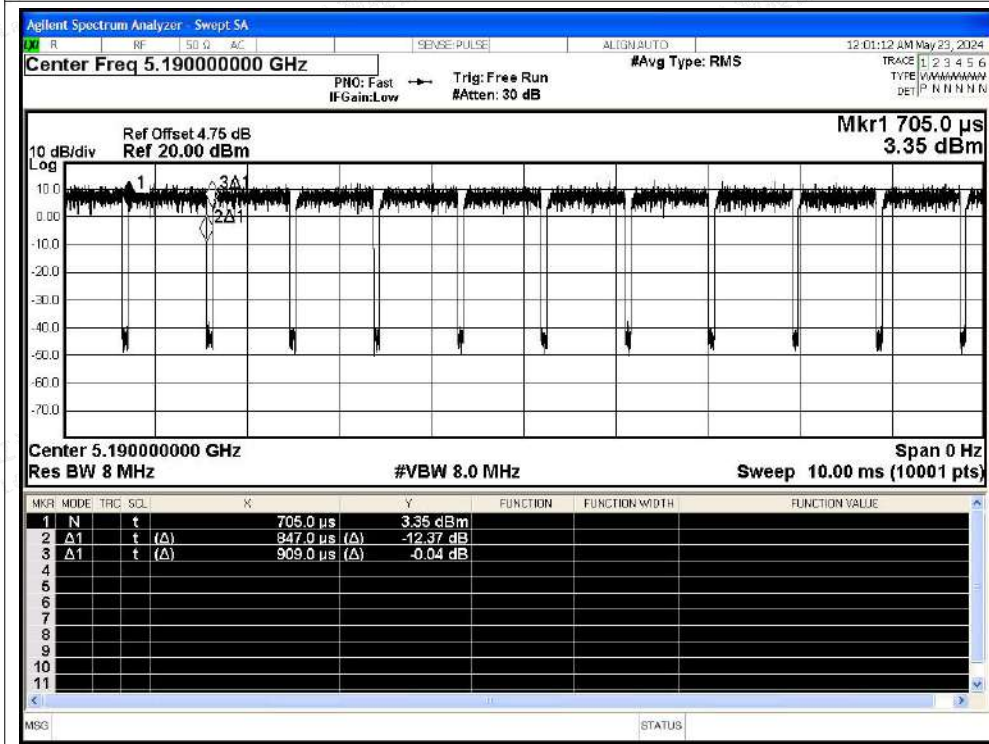 Agilent Spectrum Analyzer - Swept SA
LXI R RF 50 Ω AC SENSE:PULSE ALIGN AUTO 12:01:12 AM May 23, 2024
Center Freq 5.190000000 GHz #Avg Type: RMS TRACE 1 2 3 4 5 6
PNO: Fast Trig: Free Run TYPE
IFGain:Low #Atten: 30 dB DET P N N N N N
Mkr1 705.0 µs
Ref Offset 4.75 dB
10 dB/div Ref 20.00 dBm 3.35 dBm
Log
10.0 1 3Δ1
0.00 2Δ1
-10.0
-20.0
-30.0
-40.0
-50.0
-60.0
-70.0
Center 5.190000000 GHz Span 0 Hz
Res BW 8 MHz #VBW 8.0 MHz Sweep 10.00 ms (10001 pts)
MKR MODE TRC SCL X Y FUNCTION FUNCTION WIDTH FUNCTION VALUE
1 N t 705.0 µs 3.35 dBm
2 Δ1 t (Δ) 847.0 µs (Δ) -12.37 dB
3 Δ1 t (Δ) 909.0 µs (Δ) -0.04 dB
4
5
6
7
8
9
10
11
MSG STATUS